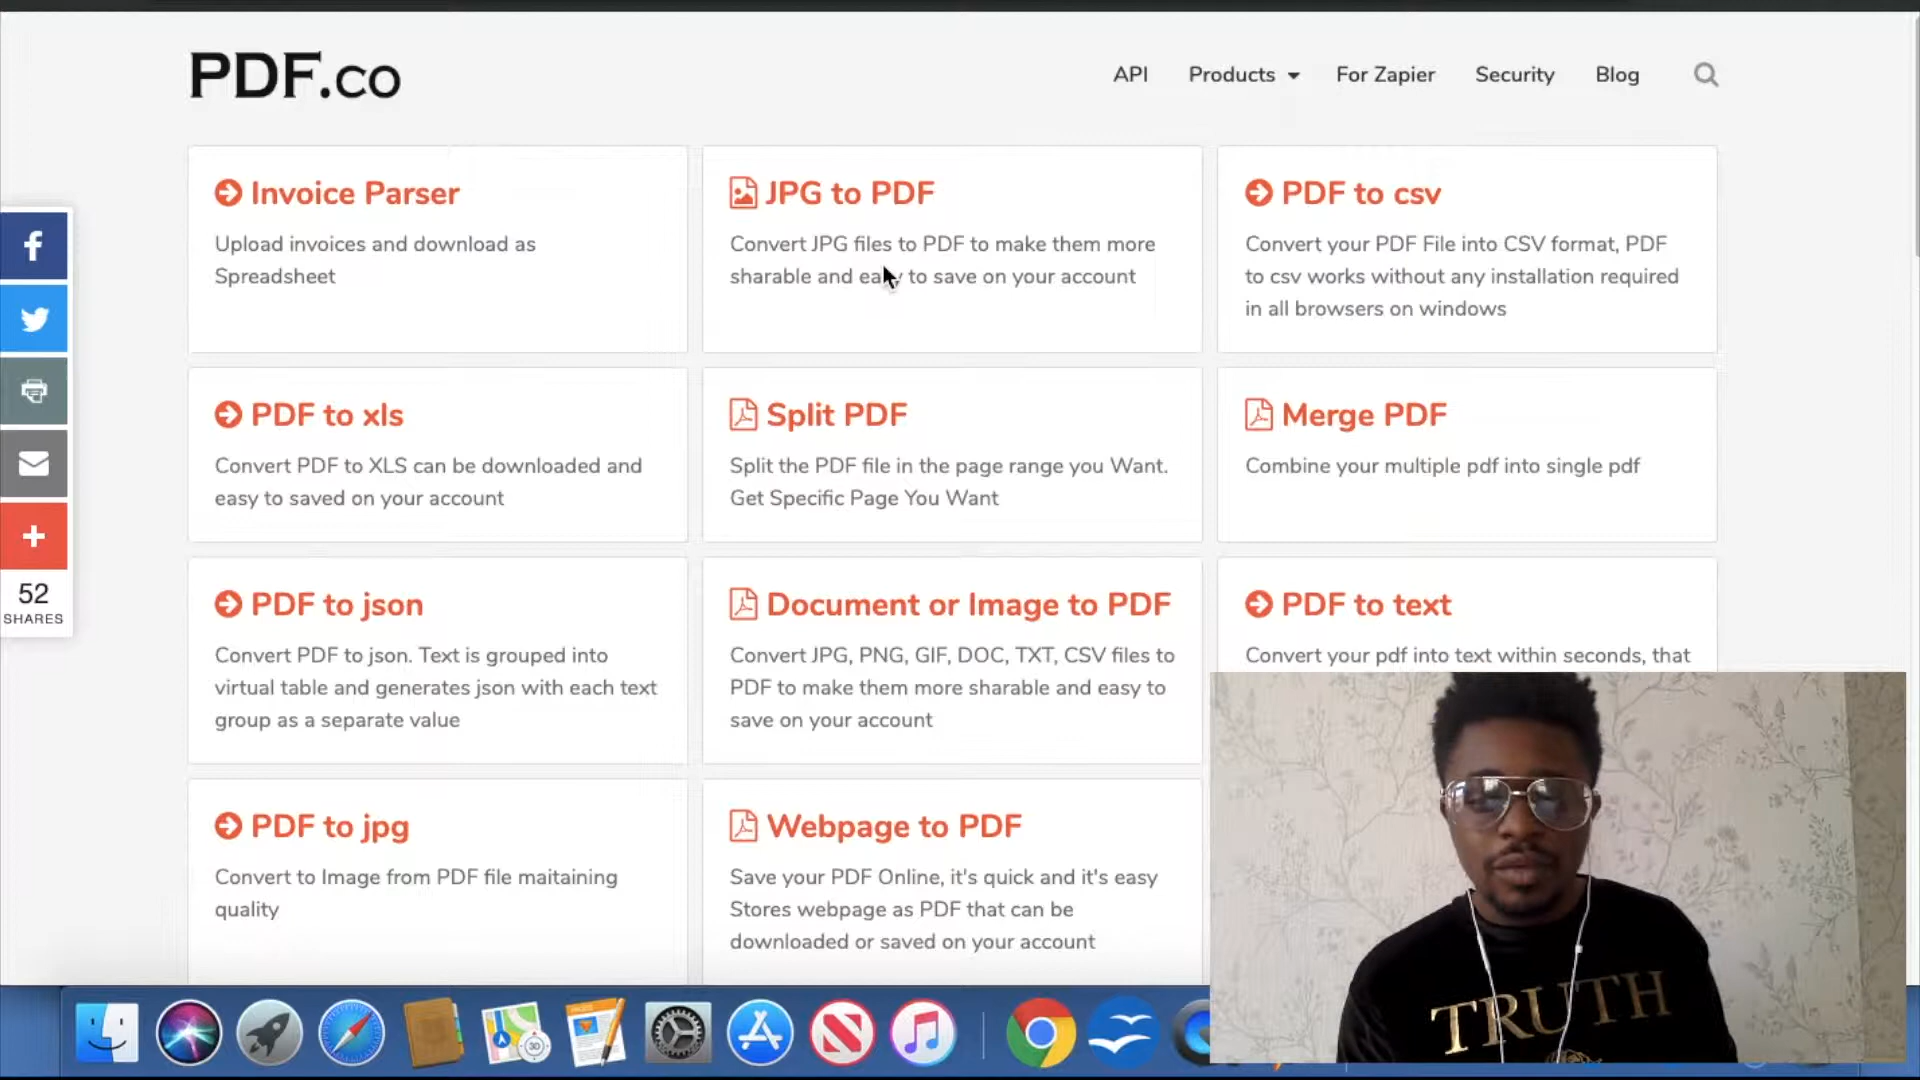 PDF.co
API
Products
For Zapier
Security
Blog
Invoice Parser
Upload invoices and download as
Spreadsheet
JPG to PDF
Convert JPG files to PDF to make them more
sharable and easy to save on your account
PDF to csv
Convert your PDF File into CSV format, PDF
to csv works without any installation required
in all browsers on windows
PDF to xls
Convert PDF to XLS can be downloaded and
easy to saved on your account
Split PDF
Split the PDF file in the page range you Want.
Get Specific Page You Want
Merge PDF
Combine your multiple pdf into single pdf
PDF to json
Convert PDF to json. Text is grouped into
virtual table and generates json with each text
group as a separate value
Document or Image to PDF
Convert JPG, PNG, GIF, DOC, TXT, CSV files to
PDF to make them more sharable and easy to
save on your account
PDF to text
Convert your pdf into text within seconds, that
PDF to jpg
Convert to Image from PDF file maitaining
quality
Webpage to PDF
Save your PDF Online, it's quick and it's easy
Stores webpage as PDF that can be
downloaded or saved on your account
52
SHARES
TRUTH